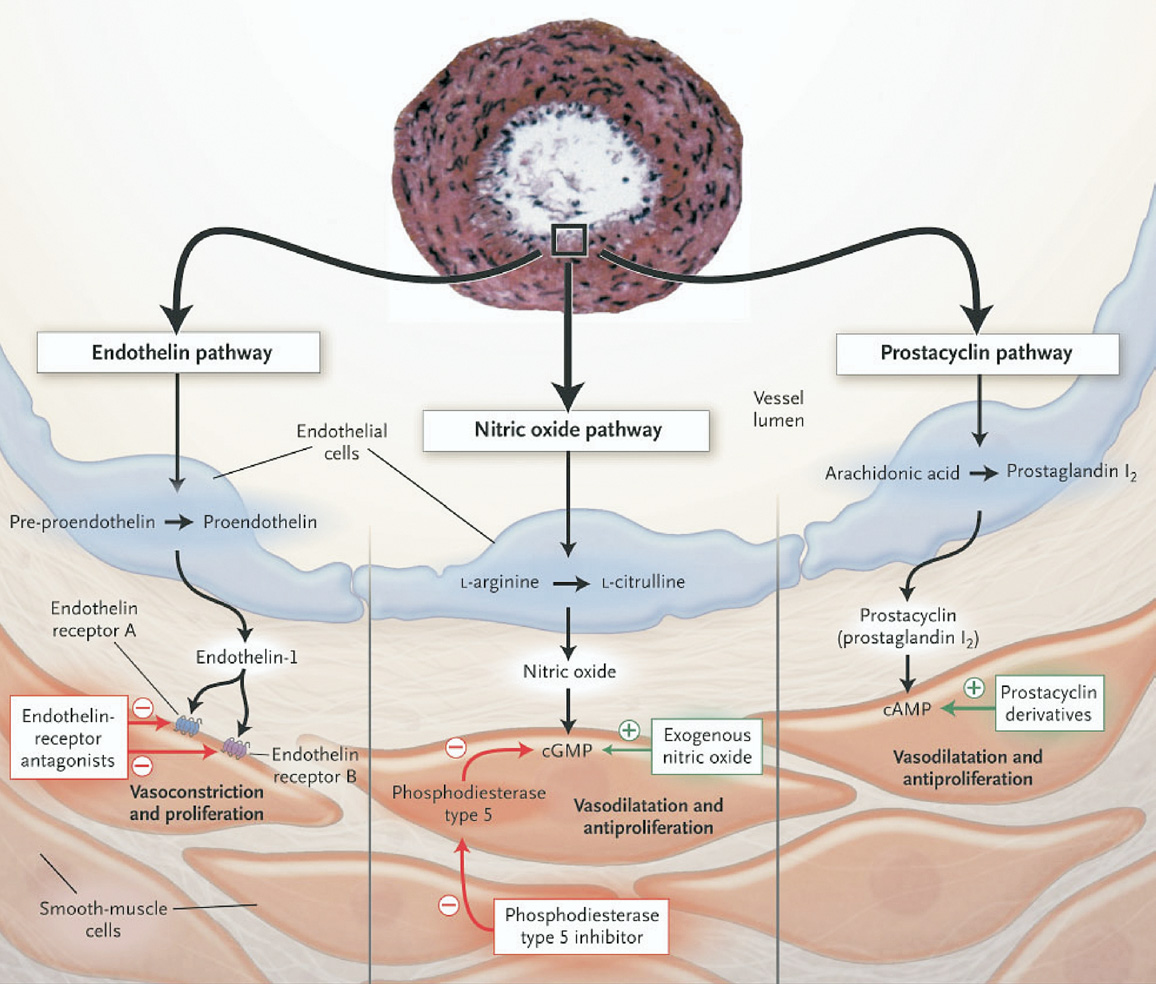 Endothelin pathway
Prostacyclin pathway
Nitric oxide pathway
Vessel
lumen
Endothelial
cells
Arachidonic acid → Prostaglandin I₂
Pre-proendothelin → Proendothelin
L-arginine → L-citrulline
Endothelin
receptor A
Endothelin-1
Nitric oxide
Prostacyclin
(prostaglandin I₂)
Endothelin-
receptor
antagonists
−
−
Endothelin
receptor B
Vasoconstriction
and proliferation
cGMP
+
Exogenous
nitric oxide
−
Phosphodiesterase
type 5
Vasodilatation and
antiproliferation
cAMP
+
Prostacyclin
derivatives
Vasodilatation and
antiproliferation
Smooth-muscle
cells
−
Phosphodiesterase
type 5 inhibitor